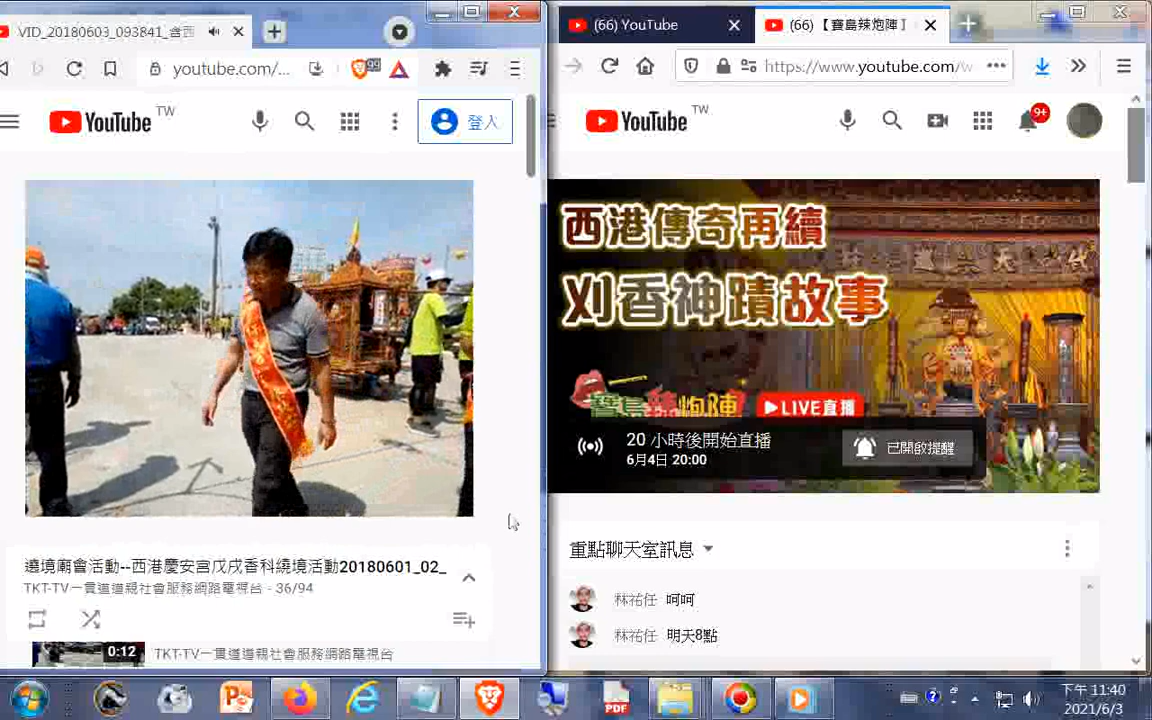 VID_20180603_093841_含西
(66) YouTube
(66) 【寶島辣炮陣】
youtube.com/...
99
https://www.youtube.com/w
YouTube TW
登入
YouTube TW
9+
西港傳奇再續
刈香神蹟故事
寶島辣炮陣
LIVE直播
20 小時後開始直播
6月4日 20:00
已開啟提醒
遶境廟會活動--西港慶安宮戊戌香科繞境活動20180601_02_
TKT-TV一貫道道親社會服務網路電視台 - 36/94
0:12
TKT-TV一貫道道親社會服務網路電視台
重點聊天室訊息
林祐任 呵呵
林祐任 明天8點
PDF
下午 11:40
2021/6/3